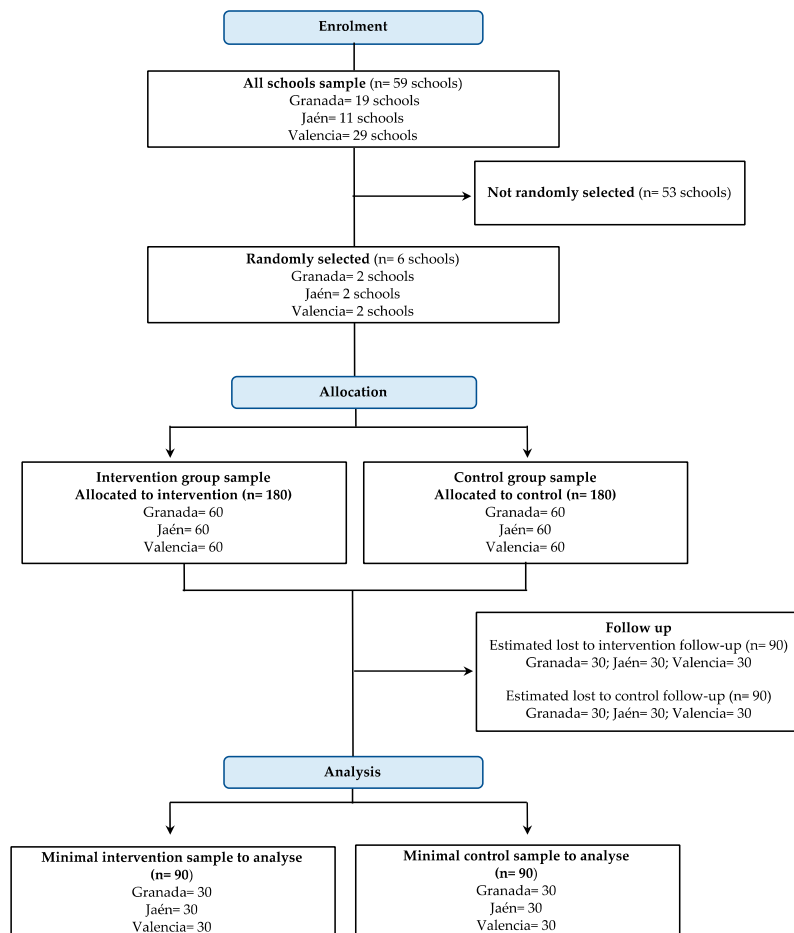 Enrolment
All schools sample (n= 59 schools)
Granada= 19 schools
Jaén= 11 schools
Valencia= 29 schools
Not randomly selected (n= 53 schools)
Randomly selected (n= 6 schools)
Granada= 2 schools
Jaén= 2 schools
Valencia= 2 schools
Allocation
Intervention group sample
Allocated to intervention (n= 180)
Granada= 60
Jaén= 60
Valencia= 60
Control group sample
Allocated to control (n= 180)
Granada= 60
Jaén= 60
Valencia= 60
Follow up
Estimated lost to intervention follow-up (n= 90)
Granada= 30; Jaén= 30; Valencia= 30
Estimated lost to control follow-up (n= 90)
Granada= 30; Jaén= 30; Valencia= 30
Analysis
Minimal intervention sample to analyse
(n= 90)
Granada= 30
Jaén= 30
Valencia= 30
Minimal control sample to analyse
(n= 90)
Granada= 30
Jaén= 30
Valencia= 30